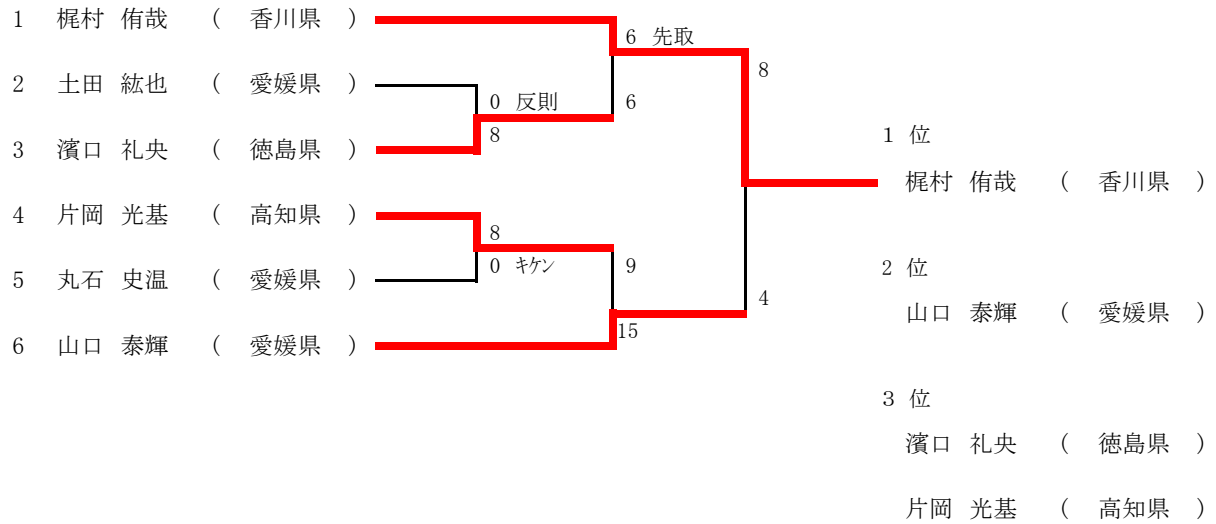 1 梶村 侑哉 ( 香川県 )
6 先取
8
2 土田 紘也 ( 愛媛県 )
0 反則
6
8
1 位
3 濱口 礼央 ( 徳島県 )
梶村 侑哉 ( 香川県 )
4 片岡 光基 ( 高知県 )
8
0 キケン
9
2 位
5 丸石 史温 ( 愛媛県 )
4
山口 泰輝 ( 愛媛県 )
15
6 山口 泰輝 ( 愛媛県 )
3 位
濱口 礼央 ( 徳島県 )
片岡 光基 ( 高知県 )